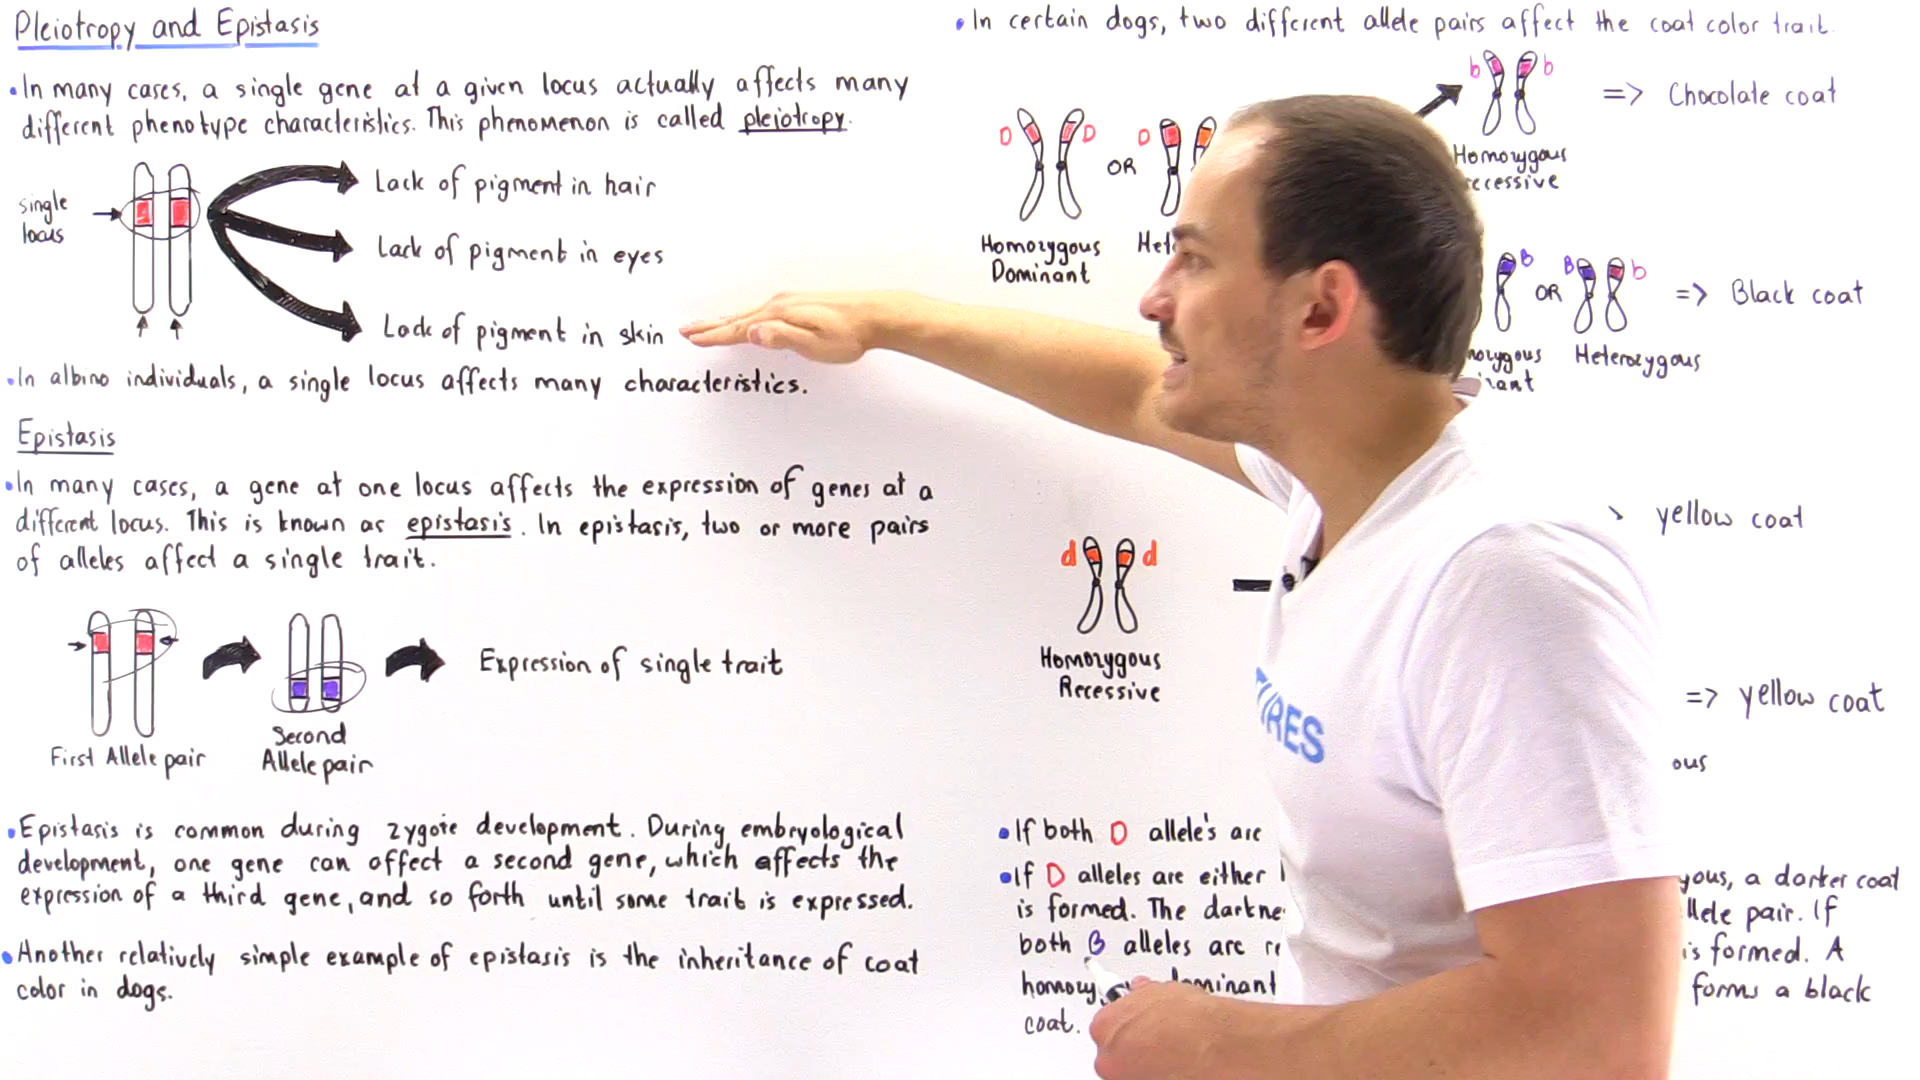 Pleiotropy and Epistasis
•In many cases, a single gene at a given locus actually affects many
different phenotype characteristics. This phenomenon is called pleiotropy.
single
locus
Lack of pigment in hair
Lack of pigment in eyes
Lack of pigment in skin
•In albino individuals, a single locus affects many characteristics.
Epistasis
•In many cases, a gene at one locus affects the expression of genes at a
different locus. This is known as epistasis. In epistasis, two or more pairs
of alleles affect a single trait.
Expression of single trait
First Allele pair
Second
Allele pair
•Epistasis is common during zygote development. During embryological
development, one gene can affect a second gene, which affects the
expression of a third gene, and so forth until some trait is expressed.
•Another relatively simple example of epistasis is the inheritance of coat
color in dogs.
•In certain dogs, two different allele pairs affect the coat color trait.
b b
=> Chocolate coat
Homozygous
recessive
D D OR D
Homozygous
Dominant
Het
B OR B b => Black coat
Heterozygous
yellow coat
d d
Homozygous
Recessive
=> yellow coat
ous
TURES
•If both D allele's are
•If D alleles are either
gous, a darker coat
is formed. The darkne
llele pair. If
both B alleles are re
is formed. A
homozy dominant
forms a black
coat.